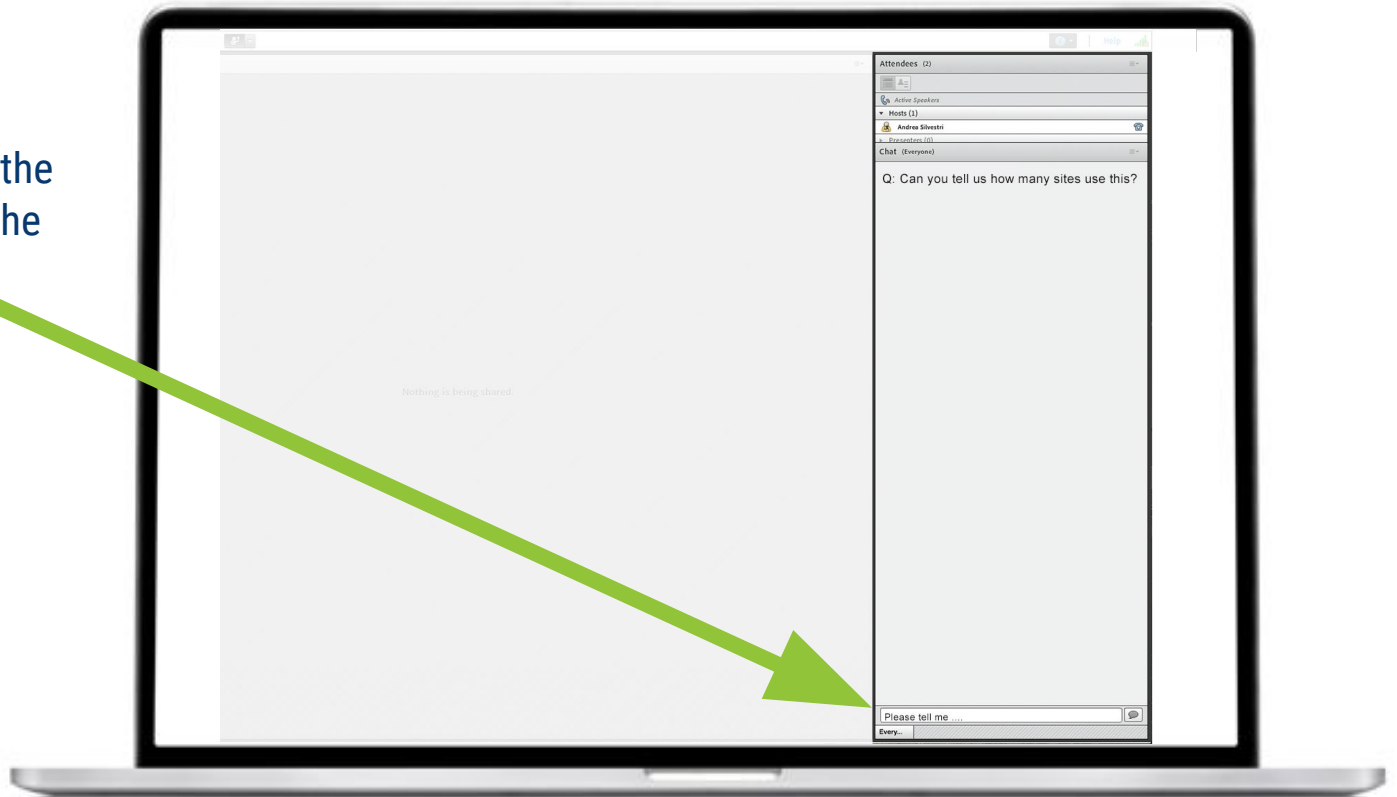 the
he
Help
Attendees (2)
Active Speakers
Hosts (1)
Andrea Silvestri
Presenters (0)
Chat (Everyone)
Q: Can you tell us how many sites use this?
Nothing is being shared.
Please tell me ....
Every...